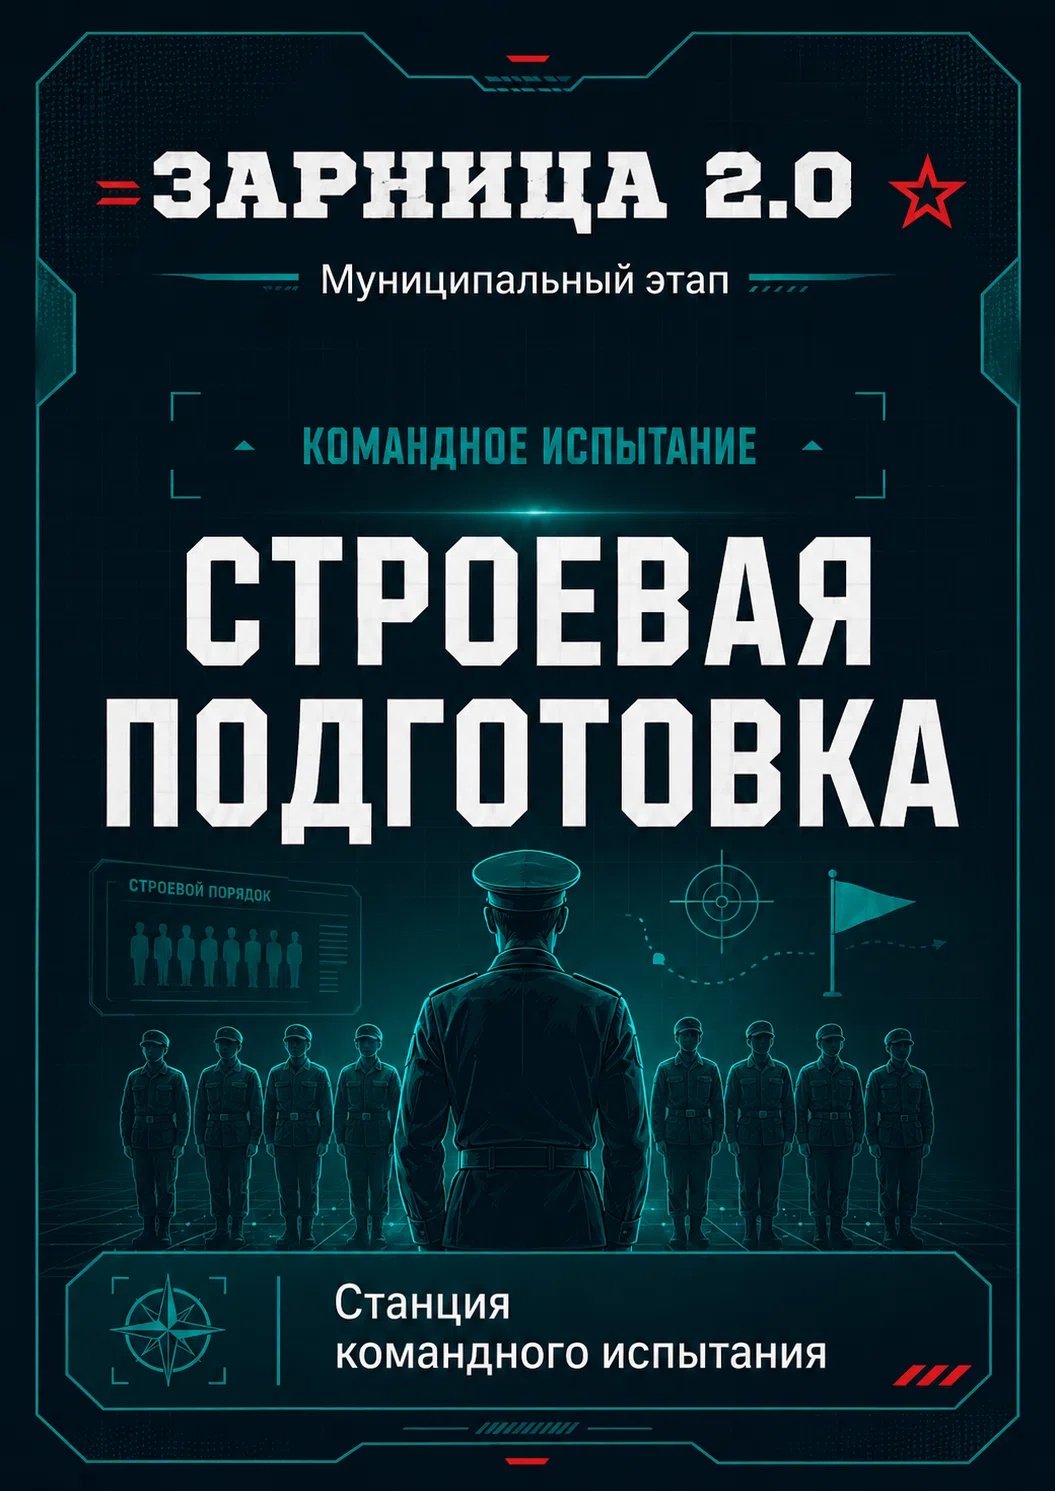 ЗАРНИЦА 2.0
Муниципальный этап
КОМАНДНОЕ ИСПЫТАНИЕ
СТРОЕВАЯ
ПОДГОТОВКА
СТРОЕВОЙ ПОРЯДОК
Станция
командного испытания